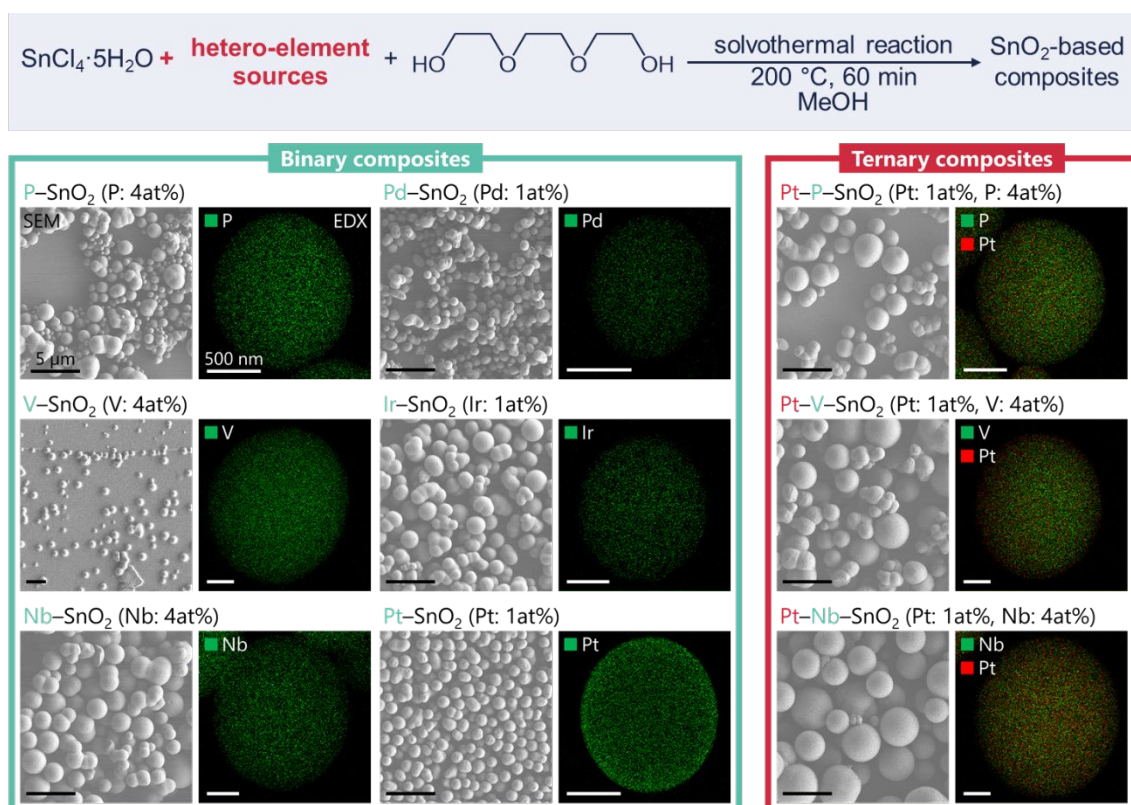 SnCl4·5H2O + hetero-element sources + HO O O OH
solvothermal reaction
200 °C, 60 min
MeOH
SnO2-based
composites
Binary composites
P–SnO2 (P: 4at%)
SEM
5 μm
P
EDX
500 nm
Pd–SnO2 (Pd: 1at%)
Pd
V–SnO2 (V: 4at%)
V
Ir–SnO2 (Ir: 1at%)
Ir
Nb–SnO2 (Nb: 4at%)
Nb
Pt–SnO2 (Pt: 1at%)
Pt
Ternary composites
Pt–P–SnO2 (Pt: 1at%, P: 4at%)
P
Pt
Pt–V–SnO2 (Pt: 1at%, V: 4at%)
V
Pt
Pt–Nb–SnO2 (Pt: 1at%, Nb: 4at%)
Nb
Pt